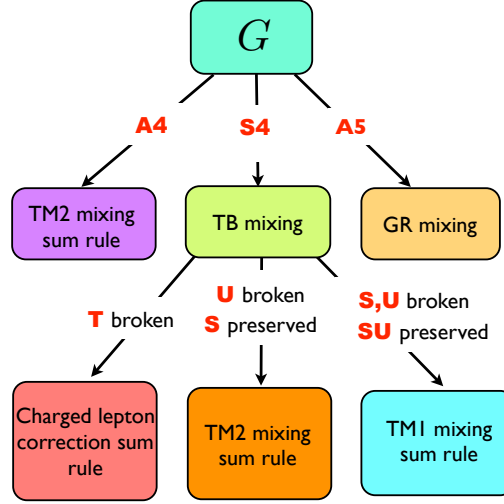 G
A4
S4
A5
TM2 mixing
sum rule
TB mixing
GR mixing
T broken
U broken
S preserved
S,U broken
SU preserved
Charged lepton
correction sum
rule
TM2 mixing
sum rule
TM1 mixing
sum rule